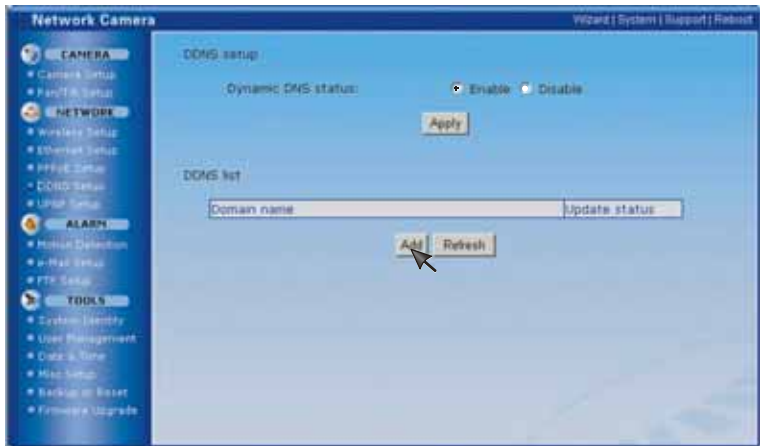 Network Camera
Wizard | System | Support | Reboot
CAMERA
Camera Setup
Pan/Tilt Setup
NETWORK
Wireless Setup
Ethernet Setup
PPPoE Setup
DDNS Setup
UPNP Setup
ALARM
Motion Detection
e-Mail Setup
FTP Setup
TOOLS
System Identity
User Management
Date & Time
Misc Setup
Backup or Reset
Firmware Upgrade
DDNS setup
Dynamic DNS status: Enable Disable
Apply
DDNS list
Domain name Update status
Add Refresh